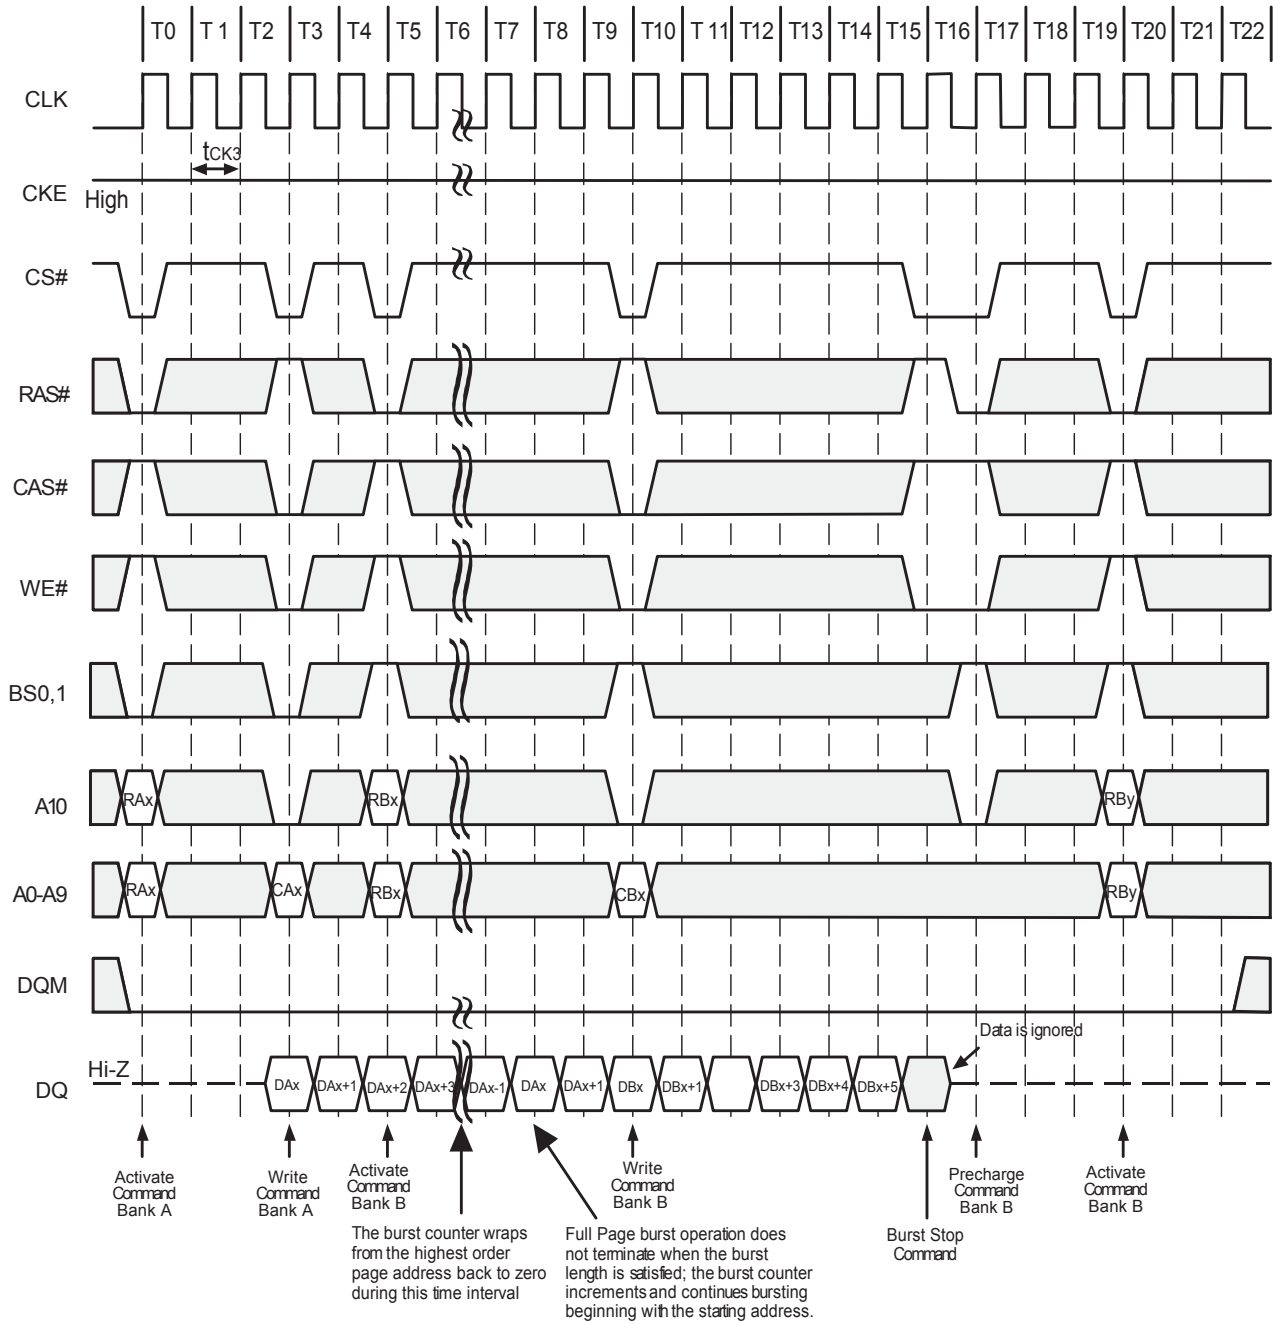 T0 T 1 T2 T3 T4 T5 T6 T7 T8 T9 T10 T 11 T12 T13 T14 T15 T16 T17 T18 T19 T20 T21 T22
CLK
tCK3
CKE High
CS#
RAS#
CAS#
WE#
BS0,1
A10 RAx RBx RBy
A0-A9 RAx CAx RBx CBx RBy
DQM
Data is ignored
Hi-Z
DQ DAx DAx+1 DAx+2 DAx+3 DAx-1 DAx DAx+1 DBx DBx+1 DBx+3 DBx+4 DBx+5
Activate
Command
Bank A
Write
Command
Bank A
Activate
Command
Bank B
The burst counter wraps
from the highest order
page address back to zero
during this time interval
Full Page burst operation does
not terminate when the burst
length is satisfied; the burst counter
increments and continues bursting
beginning with the starting address.
Write
Command
Bank B
Burst Stop
Command
Precharge
Command
Bank B
Activate
Command
Bank B